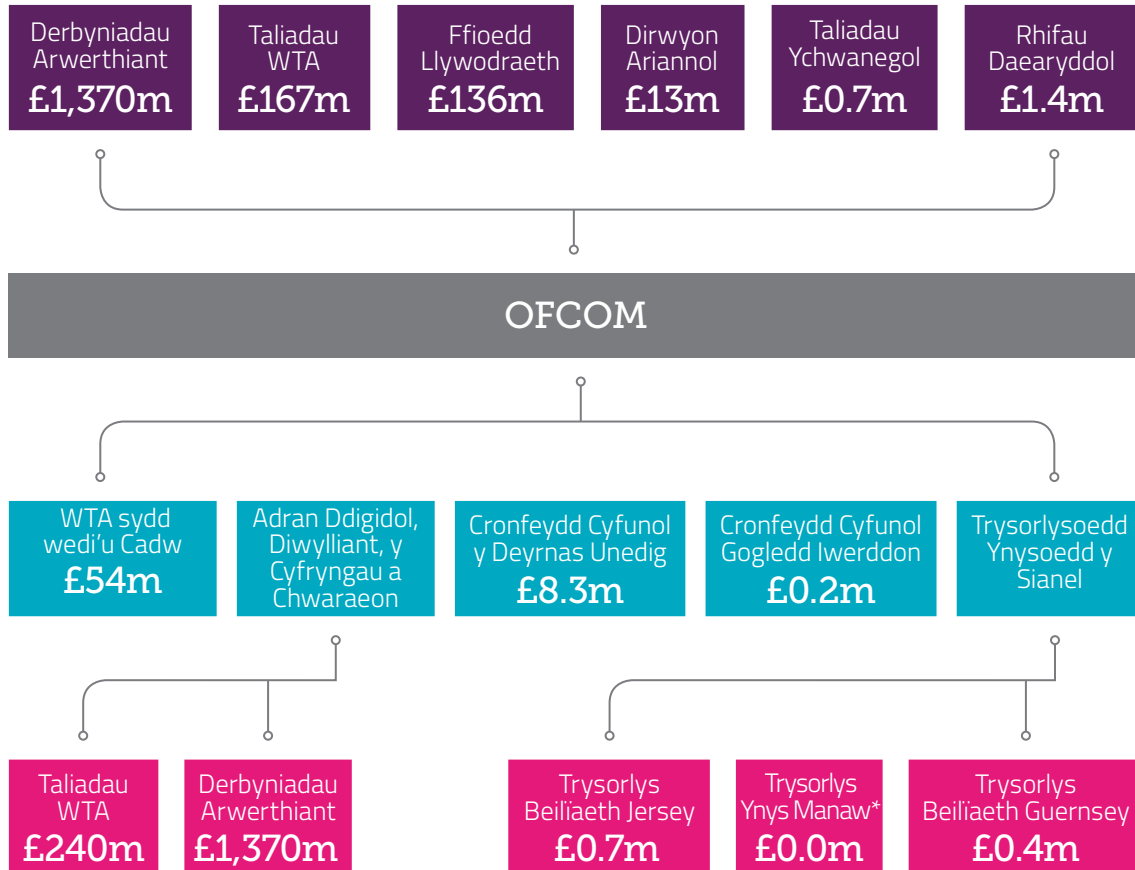 Derbyniadau
Arwerthiant
£1,370m
Taliadau
WTA
£167m
Ffioedd
Llywodraeth
£136m
Dirwyon
Ariannol
£13m
Taliadau
Ychwanegol
£0.7m
Rhifau
Daearyddol
£1.4m
OFCOM
WTA sydd
wedi'u Cadw
£54m
Adran Ddigidol,
Diwylliant, y
Cyfryngau a
Chwaraeon
Cronfeydd Cyfunol
y Deyrnas Unedig
£8.3m
Cronfeydd Cyfunol
Gogledd Iwerddon
£0.2m
Trysorlysoedd
Ynysoedd y
Sianel
Taliadau
WTA
£240m
Derbyniadau
Arwerthiant
£1,370m
Trysorlys
Beilïaeth Jersey
£0.7m
Trysorlys
Ynys Manaw*
£0.0m
Trysorlys
Beilïaeth Guernsey
£0.4m